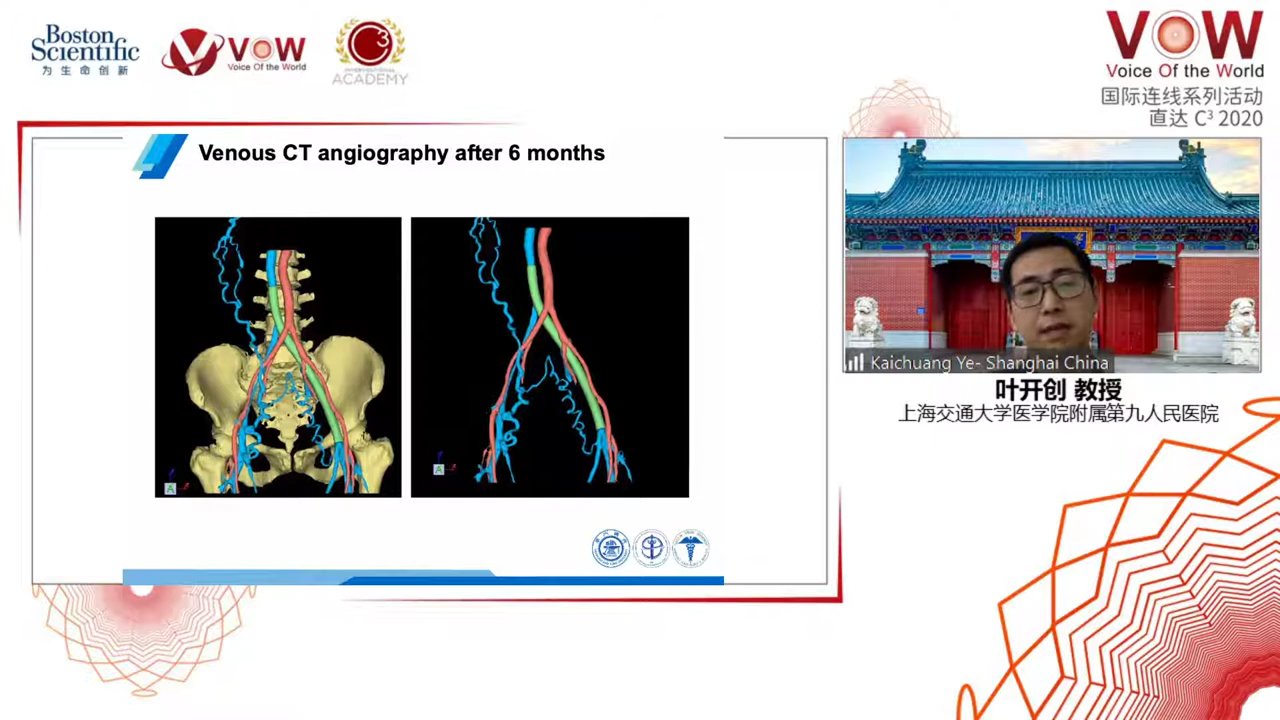 Boston
Scientific
为生命创新
VOW
Voice Of the World
C3
ACADEMY
VOW
Voice Of the World
国际连线系列活动
直达 C3 2020
Venous CT angiography after 6 months
A
A
Kaichuang Ye- Shanghai China
叶开创 教授
上海交通大学医学院附属第九人民医院